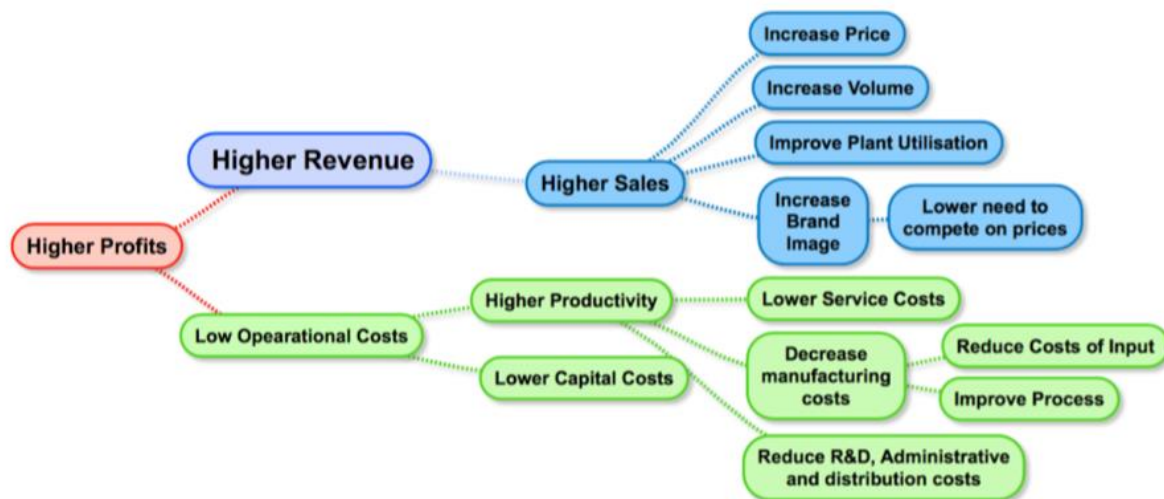 Increase Price
Increase Volume
Higher Revenue
Improve Plant Utilisation
Higher Sales
Increase
Brand
Image
Lower need to
compete on prices
Higher Profits
Higher Productivity
Lower Service Costs
Low Opearational Costs
Decrease
manufacturing
costs
Reduce Costs of Input
Lower Capital Costs
Improve Process
Reduce R&D, Administrative
and distribution costs